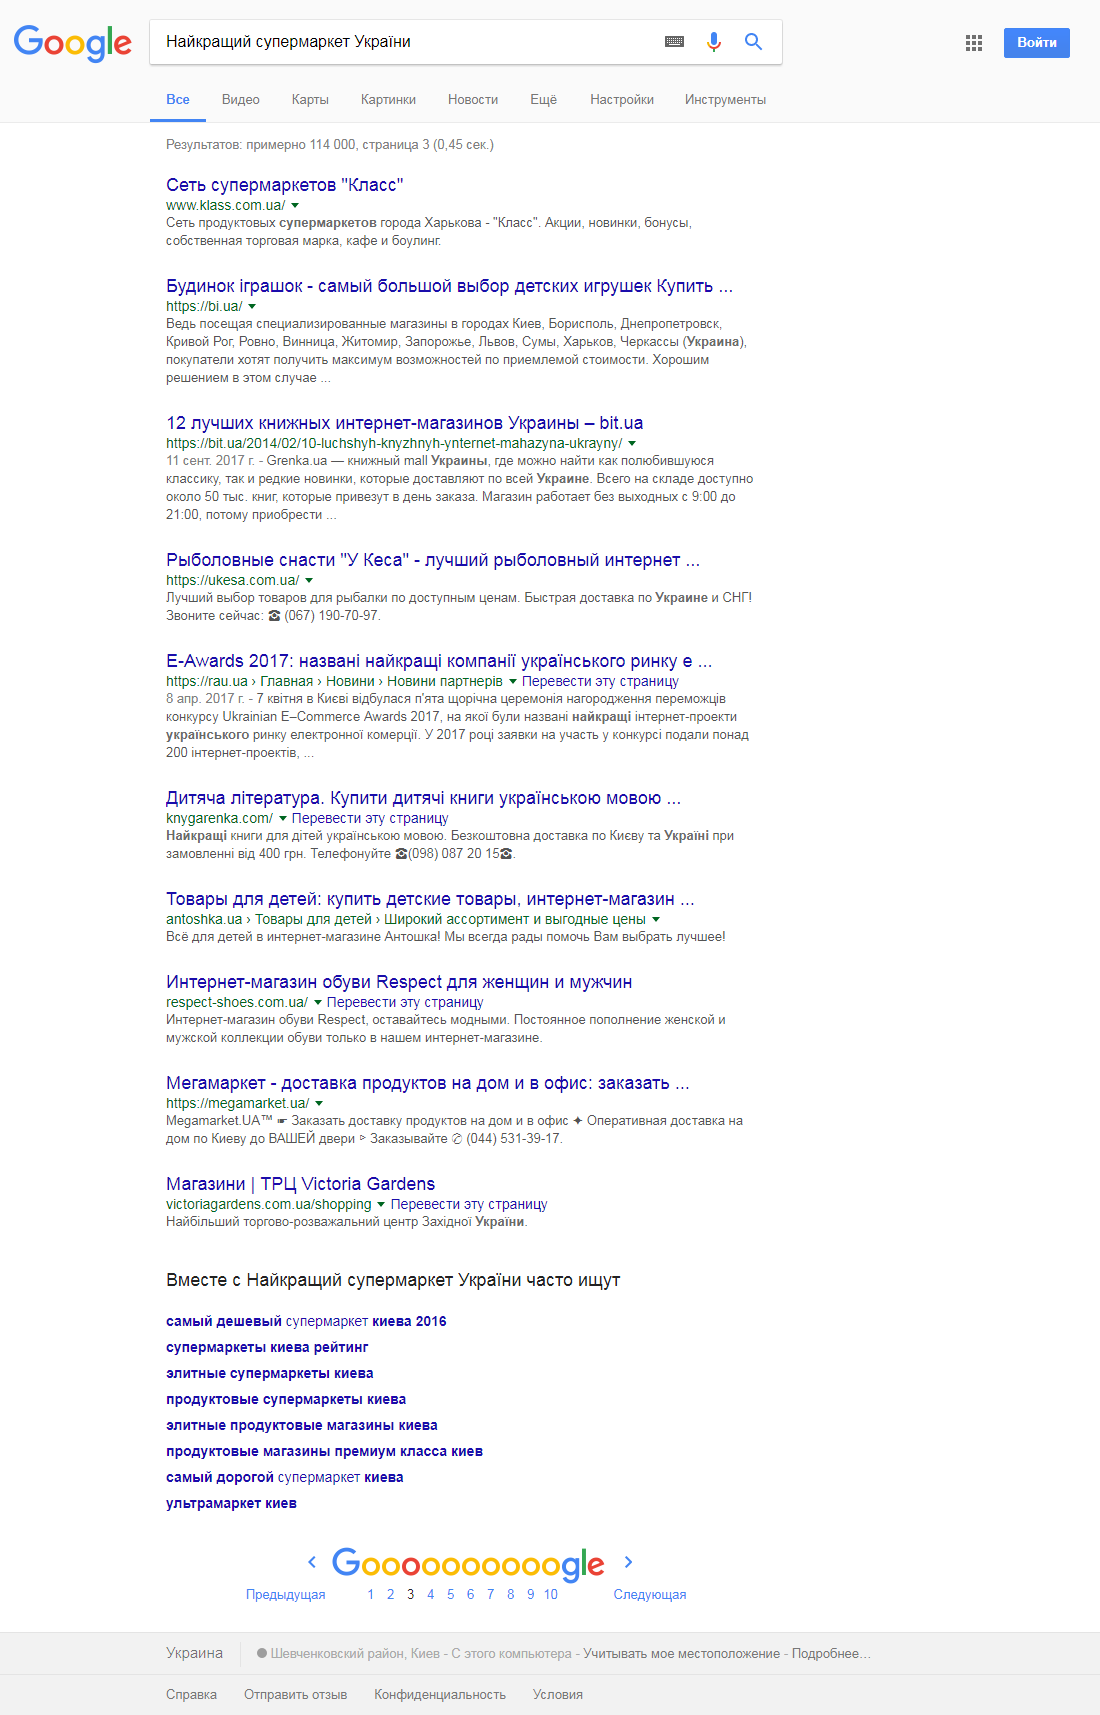 Google
Найкращий супермаркет України
Войти
Все Видео Карты Картинки Новости Ещё Настройки Инструменты
Результатов: примерно 114 000, страница 3 (0,45 сек.)
Сеть супермаркетов "Класс"
www.klass.com.ua/
Сеть продуктовых супермаркетов города Харькова - "Класс". Акции, новинки, бонусы,
собственная торговая марка, кафе и боулинг.
Будинок іграшок - самый большой выбор детских игрушек Купить ...
https://bi.ua/
Ведь посещая специализированные магазины в городах Киев, Борисполь, Днепропетровск,
Кривой Рог, Ровно, Винница, Житомир, Запорожье, Львов, Сумы, Харьков, Черкассы (Украина),
покупатели хотят получить максимум возможностей по приемлемой стоимости. Хорошим
решением в этом случае ...
12 лучших книжных интернет-магазинов Украины – bit.ua
https://bit.ua/2014/02/10-luchshyh-knyzhnyh-ynternet-mahazyna-ukrayny/
11 сент. 2017 г. - Grenka.ua — книжный mall Украины, где можно найти как полюбившуюся
классику, так и редкие новинки, которые доставляют по всей Украине. Всего на складе доступно
около 50 тыс. книг, которые привезут в день заказа. Магазин работает без выходных с 9:00 до
21:00, потому приобрести ...
Рыболовные снасти "У Кеса" - лучший рыболовный интернет ...
https://ukesa.com.ua/
Лучший выбор товаров для рыбалки по доступным ценам. Быстрая доставка по Украине и СНГ!
Звоните сейчас: ☎ (067) 190-70-97.
E-Awards 2017: названі найкращі компанії українського ринку e ...
https://rau.ua › Главная › Новини › Новини партнерів Перевести эту страницу
8 апр. 2017 г. - 7 квітня в Києві відбулася п'ята щорічна церемонія нагородження переможців
конкурсу Ukrainian E–Commerce Awards 2017, на якої були названі найкращі інтернет-проекти
українського ринку електронної комерції. У 2017 році заявки на участь у конкурсі подали понад
200 інтернет-проектів, ...
Дитяча література. Купити дитячі книги українською мовою ...
knygarenka.com/ Перевести эту страницу
Найкращі книги для дітей українською мовою. Безкоштовна доставка по Києву та Україні при
замовленні від 400 грн. Телефонуйте ☎(098) 087 20 15☎.
Товары для детей: купить детские товары, интернет-магазин ...
antoshka.ua › Товары для детей › Широкий ассортимент и выгодные цены
Всё для детей в интернет-магазине Антошка! Мы всегда рады помочь Вам выбрать лучшее!
Интернет-магазин обуви Respect для женщин и мужчин
respect-shoes.com.ua/ Перевести эту страницу
Интернет-магазин обуви Respect, оставайтесь модными. Постоянное пополнение женской и
мужской коллекции обуви только в нашем интернет-магазине.
Мегамаркет - доставка продуктов на дом и в офис: заказать ...
https://megamarket.ua/
Megamarket.UA™ ☛ Заказать доставку продуктов на дом и в офис ✦ Оперативная доставка на
дом по Киеву до ВАШЕЙ двери ▷ Заказывайте ✆ (044) 531-39-17.
Магазини | ТРЦ Victoria Gardens
victoriagardens.com.ua/shopping Перевести эту страницу
Найбільший торгово-розважальний центр Західної України.
Вместе с Найкращий супермаркет України часто ищут
самый дешевый супермаркет киева 2016
супермаркеты киева рейтинг
элитные супермаркеты киева
продуктовые супермаркеты киева
элитные продуктовые магазины киева
продуктовые магазины премиум класса киев
самый дорогой супермаркет киева
ультрамаркет киев
Goooooooooogle
Предыдущая 1 2 3 4 5 6 7 8 9 10 Следующая
Украина Шевченковский район, Киев - С этого компьютера - Учитывать мое местоположение - Подробнее…
Справка Отправить отзыв Конфиденциальность Условия